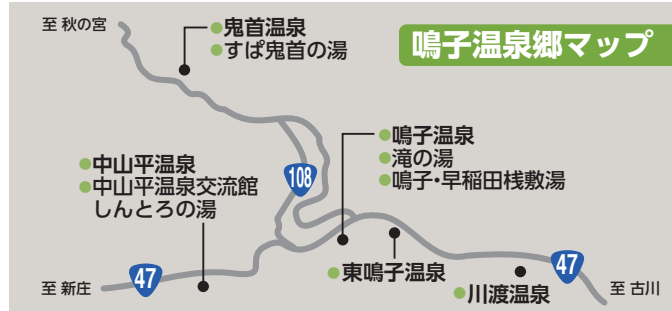 鳴子温泉郷マップ
至 秋の宮
●鬼首温泉
●すぱ鬼首の湯
●中山平温泉
●中山平温泉交流館
しんとろの湯
108
●鳴子温泉
●滝の湯
●鳴子・早稲田桟敷湯
47
至 新庄
●東鳴子温泉
●川渡温泉
47
至 古川